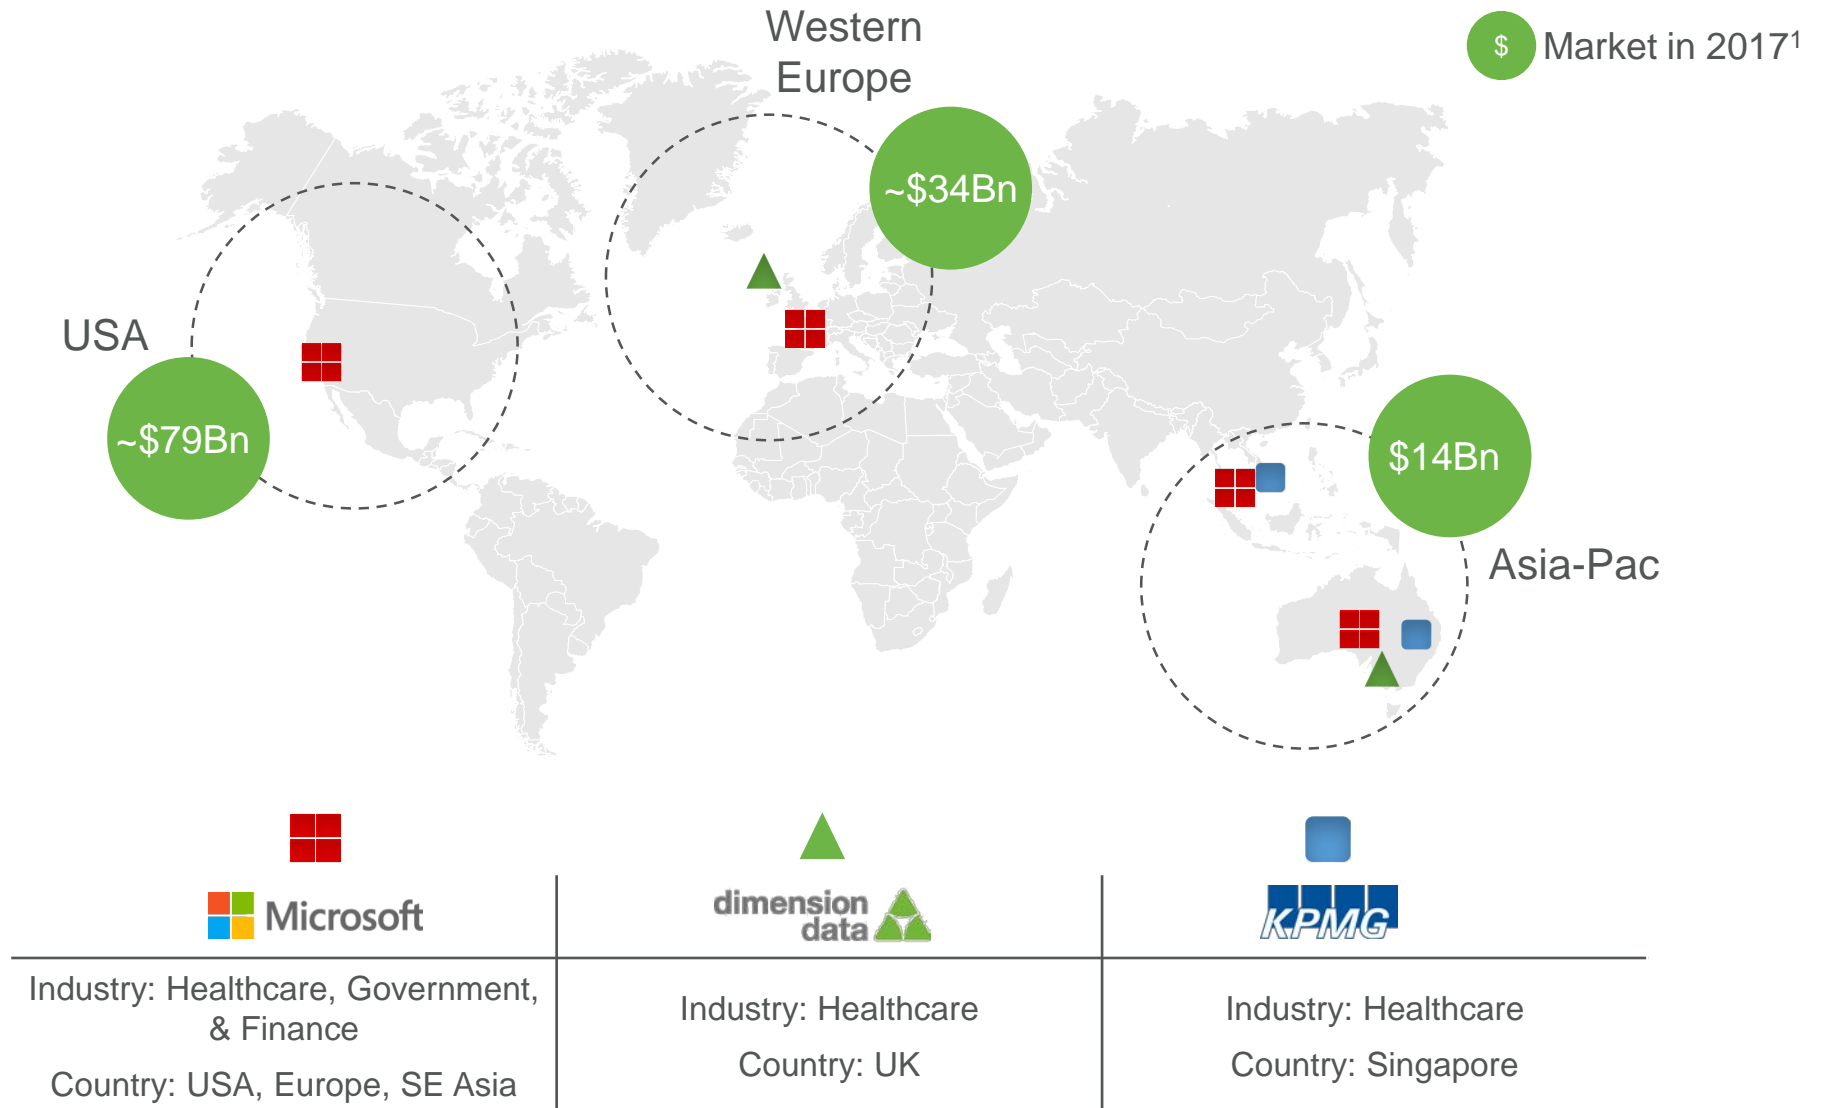 Western
Europe
$
Market in 2017¹
~$34Bn
USA
~$79Bn
$14Bn
Asia-Pac
Microsoft
dimension
data
KPMG
Industry: Healthcare, Government,
& Finance
Country: USA, Europe, SE Asia
Industry: Healthcare
Country: UK
Industry: Healthcare
Country: Singapore